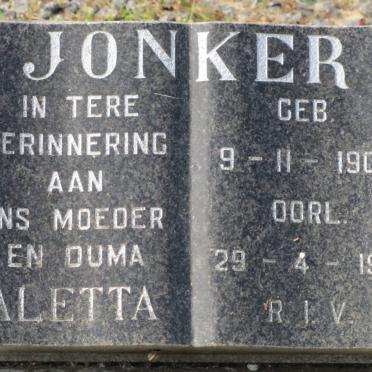 JONKER
IN TERE
ERINNERING
AAN
NS MOEDER
EN OUMA
ALETTA
GEB
9-11-190
OORL.
29-4-19
R.I.V.